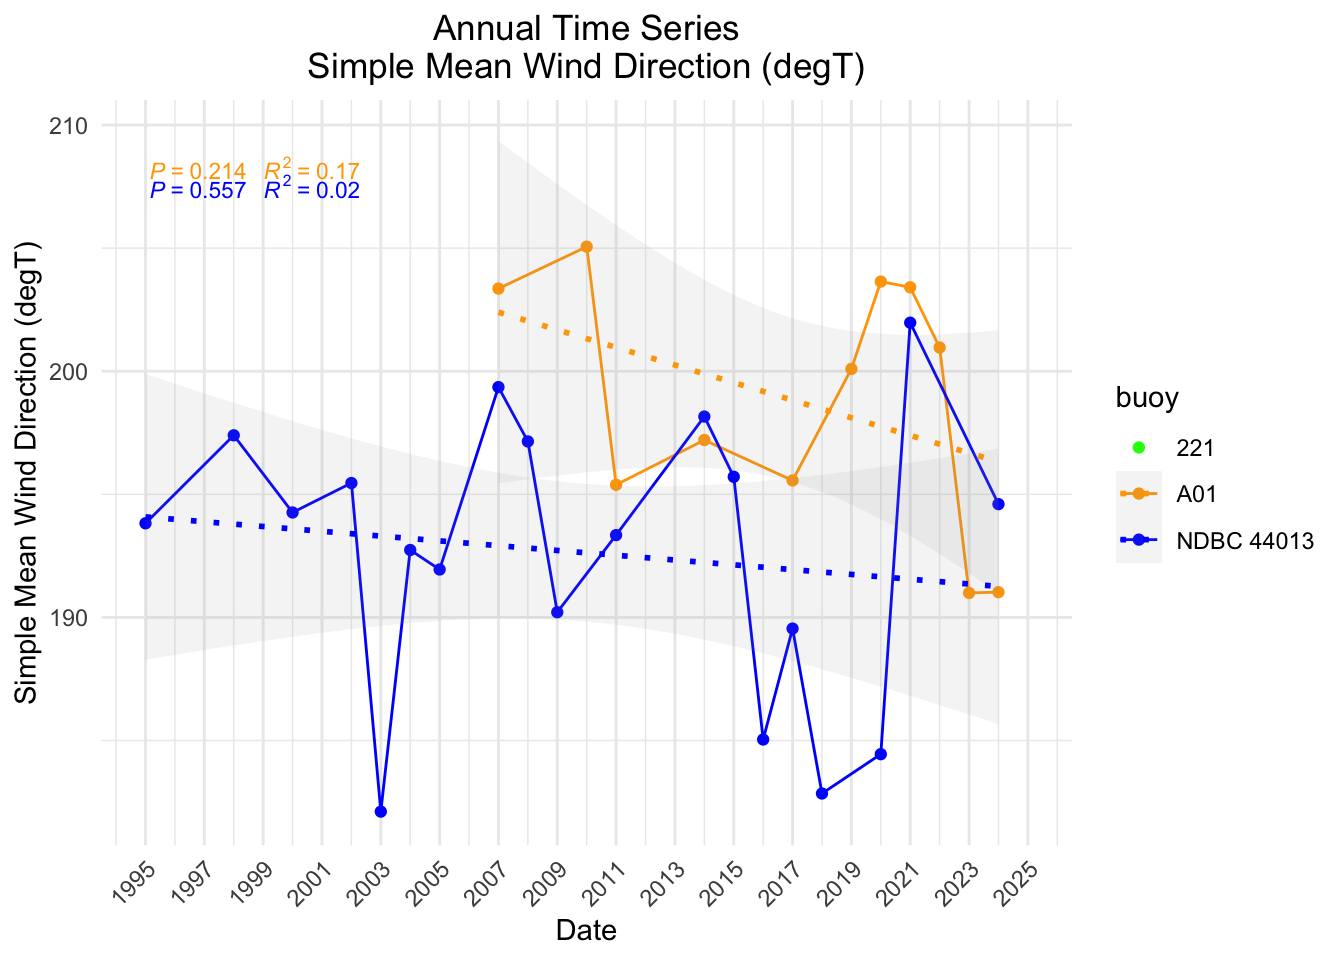 Annual Time Series
Simple Mean Wind Direction (degT)
P = 0.214 R² = 0.17
P = 0.557 R² = 0.02
Simple Mean Wind Direction (degT)
210
200
190
1995 1997 1999 2001 2003 2005 2007 2009 2011 2013 2015 2017 2019 2021 2023 2025
Date
buoy
221
A01
NDBC 44013